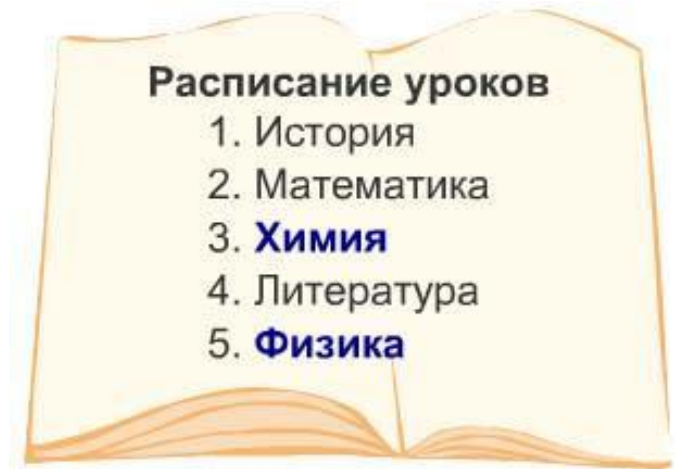 Расписание уроков
1. История
2. Математика
3. Химия
4. Литература
5. Физика